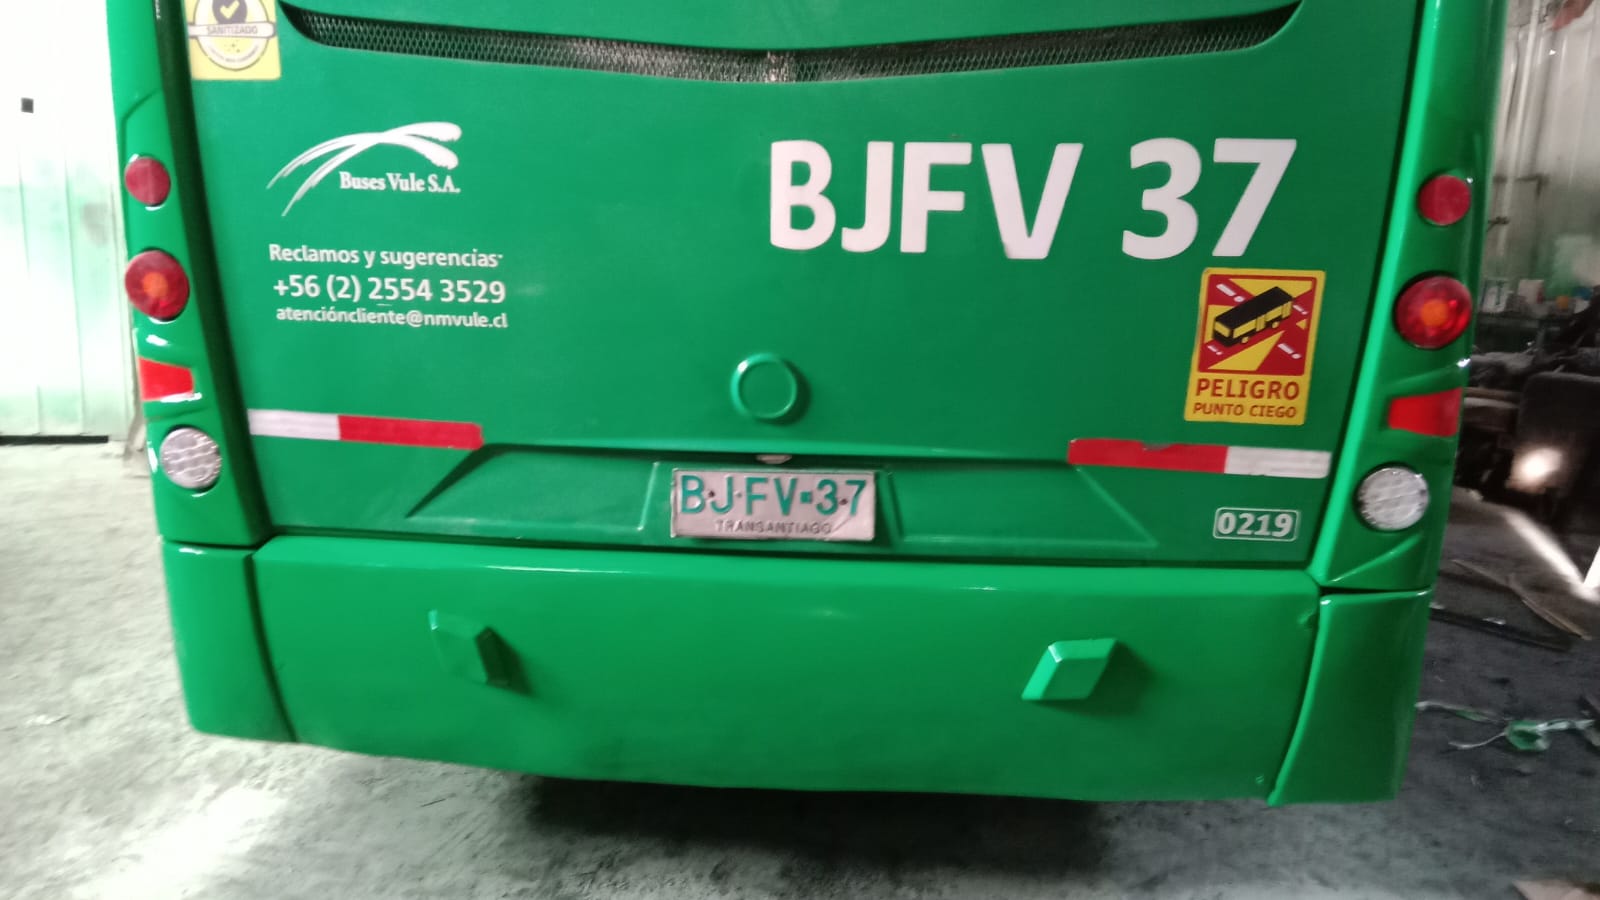 SANITIZADO
Buses Vule S.A.
BJFV 37
Reclamos y sugerencias
+56 (2) 2554 3529
atencióncliente@nmvule.cl
PELIGRO
PUNTO CIEGO
BJ·FV·37
TRANSANTIAGO
0219